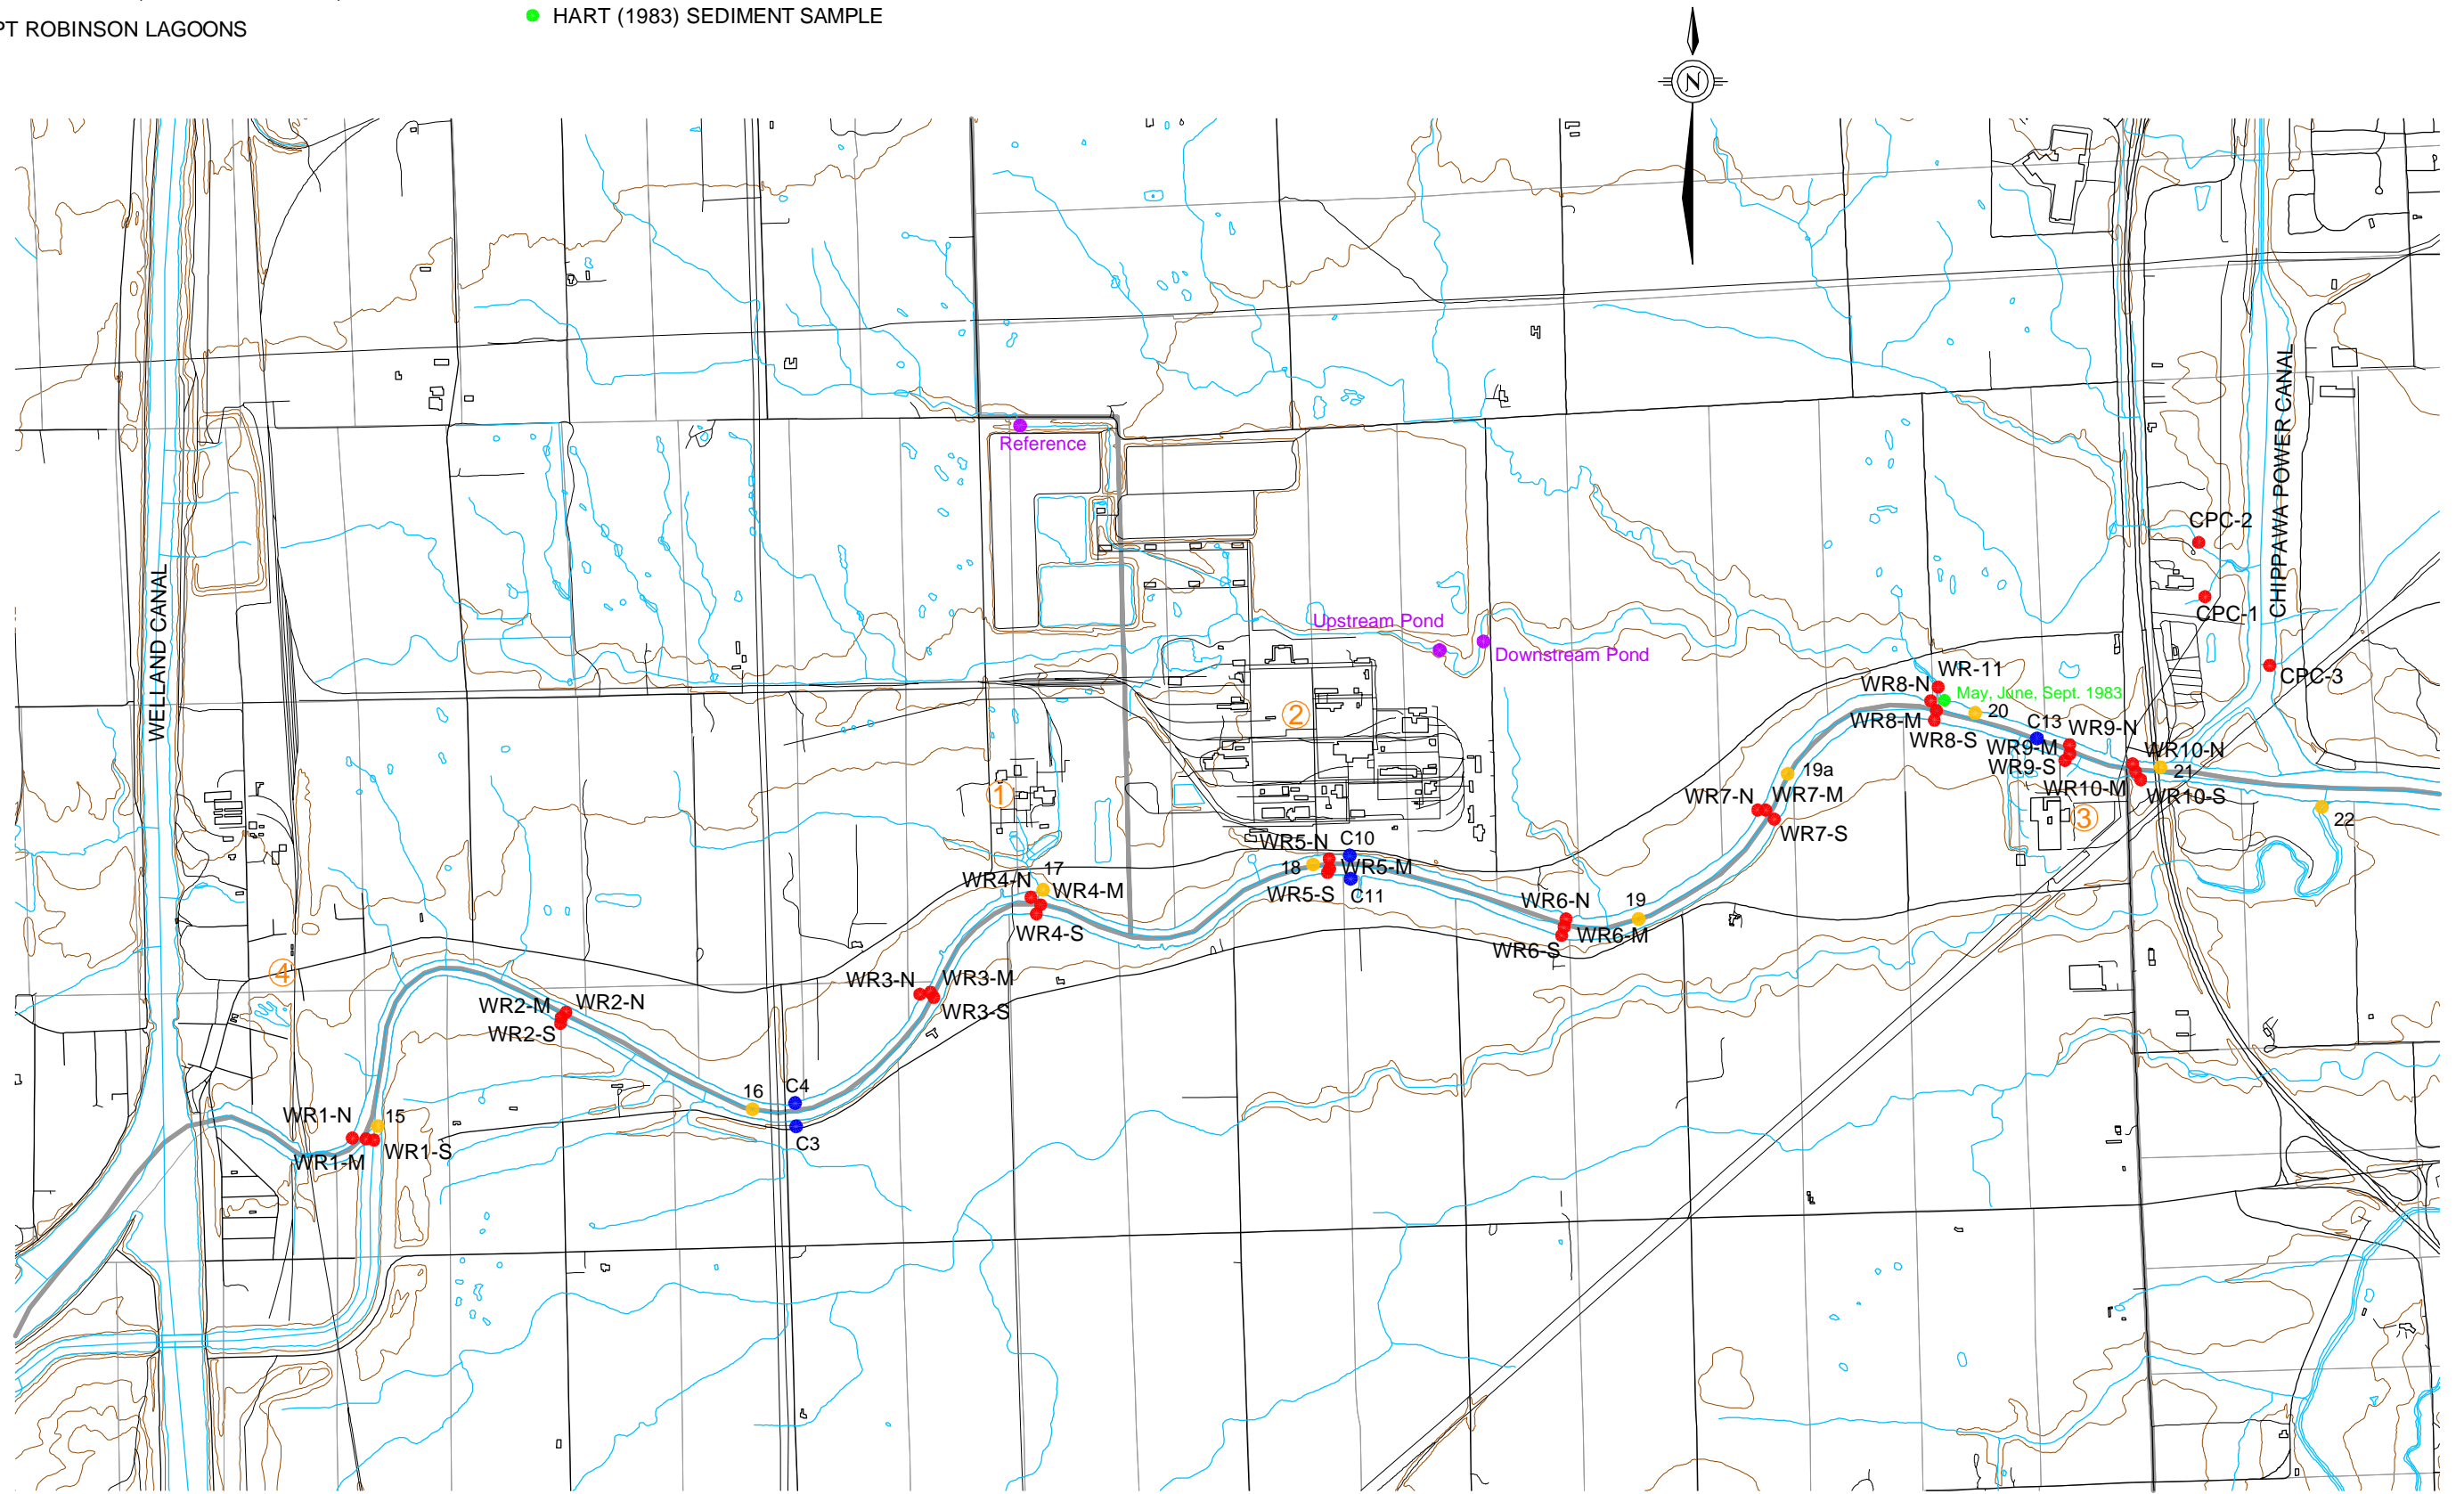 HART (1983) SEDIMENT SAMPLE
PT ROBINSON LAGOONS
N
WELLAND CANAL
CHIPPAWA POWER CANAL
Reference
Upstream Pond
Downstream Pond
CPC-2
CPC-1
CPC-3
WR-11
WR8-N
May, June, Sept. 1983
20
WR8-M
WR8-S
C13
WR9-N
WR9-M
WR9-S
WR10-N
21
WR10-M
WR10-S
22
3
2
1
19a
WR7-N
WR7-M
WR7-S
WR5-N
C10
18
WR5-M
WR5-S
C11
17
WR4-N
WR4-M
WR4-S
WR6-N
19
WR6-M
WR6-S
4
WR3-N
WR3-M
WR3-S
WR2-M
WR2-N
WR2-S
16
C4
C3
WR1-N
15
WR1-M
WR1-S